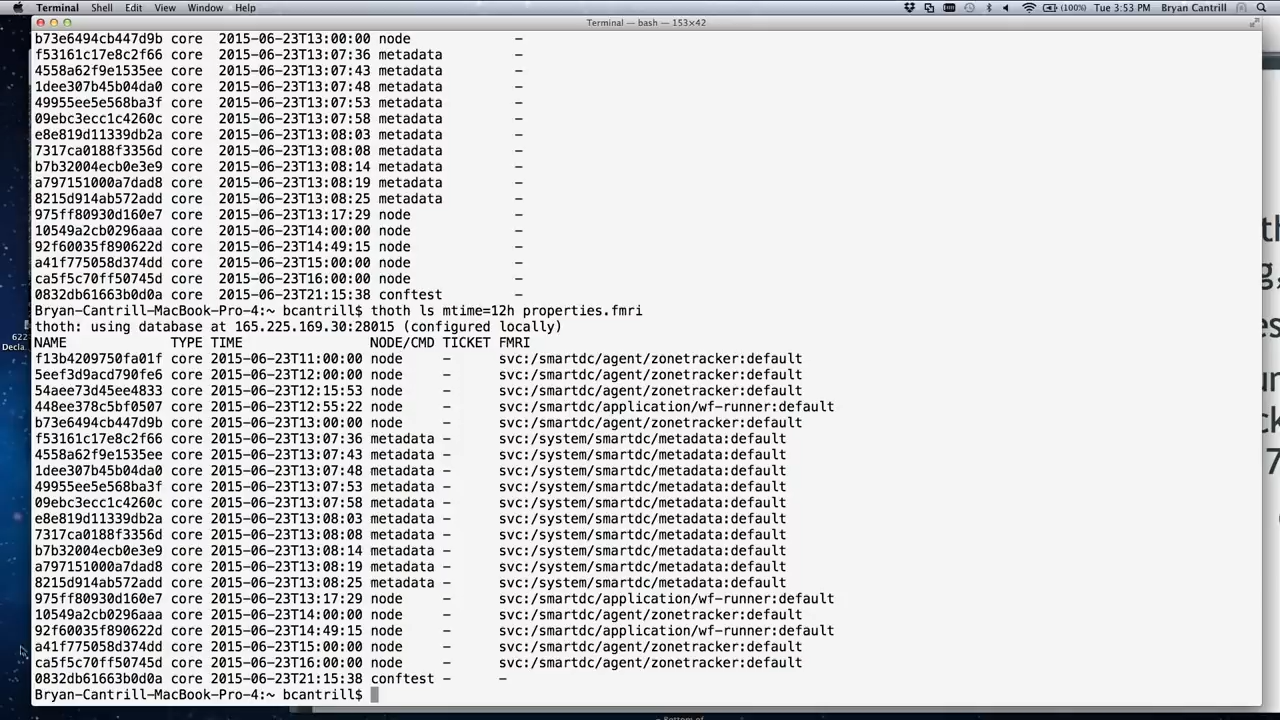 Terminal Shell Edit View Window Help (100%) Tue 3:53 PM Bryan Cantrill
Terminal — bash — 153×42
b73e6494cb447d9b core 2015-06-23T13:00:00 node –
f53161c17e8c2f66 core 2015-06-23T13:07:36 metadata –
4558a62f9e1535ee core 2015-06-23T13:07:43 metadata –
1dee307b45b04da0 core 2015-06-23T13:07:48 metadata –
49955ee5e568ba3f core 2015-06-23T13:07:53 metadata –
09ebc3ecc1c4260c core 2015-06-23T13:07:58 metadata –
e8e819d11339db2a core 2015-06-23T13:08:03 metadata –
7317ca0188f3356d core 2015-06-23T13:08:08 metadata –
b7b32004ecb0e3e9 core 2015-06-23T13:08:14 metadata –
a797151000a7dad8 core 2015-06-23T13:08:19 metadata –
8215d914ab572add core 2015-06-23T13:08:25 metadata –
975ff80930d160e7 core 2015-06-23T13:17:29 node –
10549a2cb0296aaa core 2015-06-23T14:00:00 node –
92f60035f890622d core 2015-06-23T14:49:15 node –
a41f775058d374dd core 2015-06-23T15:00:00 node –
ca5f5c70ff50745d core 2015-06-23T16:00:00 node –
0832db61663b0d0a core 2015-06-23T21:15:38 conftest –
Bryan-Cantrill-MacBook-Pro-4:~ bcantrill$ thoth ls mtime=12h properties.fmri
thoth: using database at 165.225.169.30:28015 (configured locally)
NAME TYPE TIME NODE/CMD TICKET FMRI
f13b4209750fa01f core 2015-06-23T11:00:00 node – svc:/smartdc/agent/zonetracker:default
5eef3d9acd790fe6 core 2015-06-23T12:00:00 node – svc:/smartdc/agent/zonetracker:default
54aee73d45ee4833 core 2015-06-23T12:15:53 node – svc:/smartdc/agent/zonetracker:default
448ee378c5bf0507 core 2015-06-23T12:55:22 node – svc:/smartdc/application/wf-runner:default
b73e6494cb447d9b core 2015-06-23T13:00:00 node – svc:/smartdc/agent/zonetracker:default
f53161c17e8c2f66 core 2015-06-23T13:07:36 metadata – svc:/system/smartdc/metadata:default
4558a62f9e1535ee core 2015-06-23T13:07:43 metadata – svc:/system/smartdc/metadata:default
1dee307b45b04da0 core 2015-06-23T13:07:48 metadata – svc:/system/smartdc/metadata:default
49955ee5e568ba3f core 2015-06-23T13:07:53 metadata – svc:/system/smartdc/metadata:default
09ebc3ecc1c4260c core 2015-06-23T13:07:58 metadata – svc:/system/smartdc/metadata:default
e8e819d11339db2a core 2015-06-23T13:08:03 metadata – svc:/system/smartdc/metadata:default
7317ca0188f3356d core 2015-06-23T13:08:08 metadata – svc:/system/smartdc/metadata:default
b7b32004ecb0e3e9 core 2015-06-23T13:08:14 metadata – svc:/system/smartdc/metadata:default
a797151000a7dad8 core 2015-06-23T13:08:19 metadata – svc:/system/smartdc/metadata:default
8215d914ab572add core 2015-06-23T13:08:25 metadata – svc:/system/smartdc/metadata:default
975ff80930d160e7 core 2015-06-23T13:17:29 node – svc:/smartdc/application/wf-runner:default
10549a2cb0296aaa core 2015-06-23T14:00:00 node – svc:/smartdc/agent/zonetracker:default
92f60035f890622d core 2015-06-23T14:49:15 node – svc:/smartdc/application/wf-runner:default
a41f775058d374dd core 2015-06-23T15:00:00 node – svc:/smartdc/agent/zonetracker:default
ca5f5c70ff50745d core 2015-06-23T16:00:00 node – svc:/smartdc/agent/zonetracker:default
0832db61663b0d0a core 2015-06-23T21:15:38 conftest – –
Bryan-Cantrill-MacBook-Pro-4:~ bcantrill$